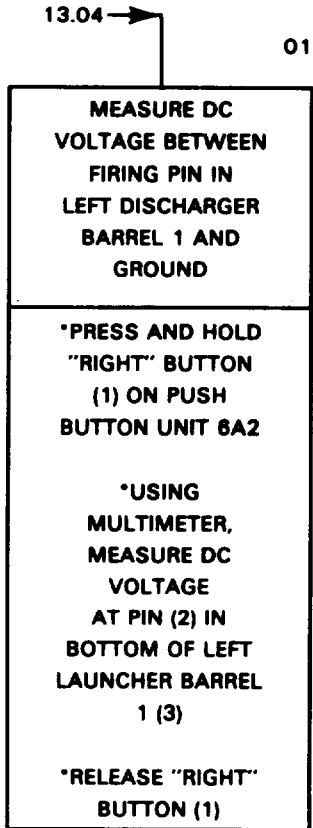 13.04
01
MEASURE DC
VOLTAGE BETWEEN
FIRING PIN IN
LEFT DISCHARGER
BARREL 1 AND
GROUND
*PRESS AND HOLD
"RIGHT" BUTTON
(1) ON PUSH
BUTTON UNIT 6A2
*USING
MULTIMETER,
MEASURE DC
VOLTAGE
AT PIN (2) IN
BOTTOM OF LEFT
LAUNCHER BARREL
1 (3)
*RELEASE "RIGHT"
BUTTON (1)